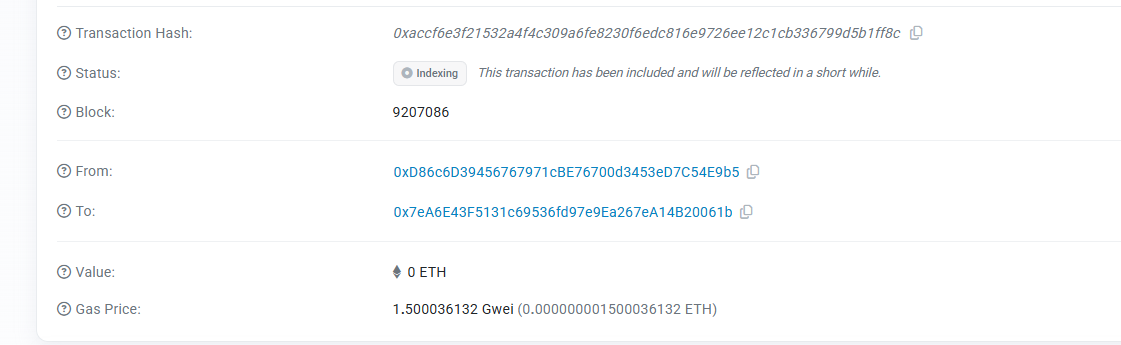 Transaction Hash: 0xaccf6e3f21532a4f4c309a6fe8230f6edc816e9726ee12c1cb336799d5b1ff8c
Status: Indexing This transaction has been included and will be reflected in a short while.
Block: 9207086
From: 0xD86c6D39456767971cBE76700d3453eD7C54E9b5
To: 0x7eA6E43F5131c69536fd97e9Ea267eA14B20061b
Value: 0 ETH
Gas Price: 1.500036132 Gwei (0.000000001500036132 ETH)